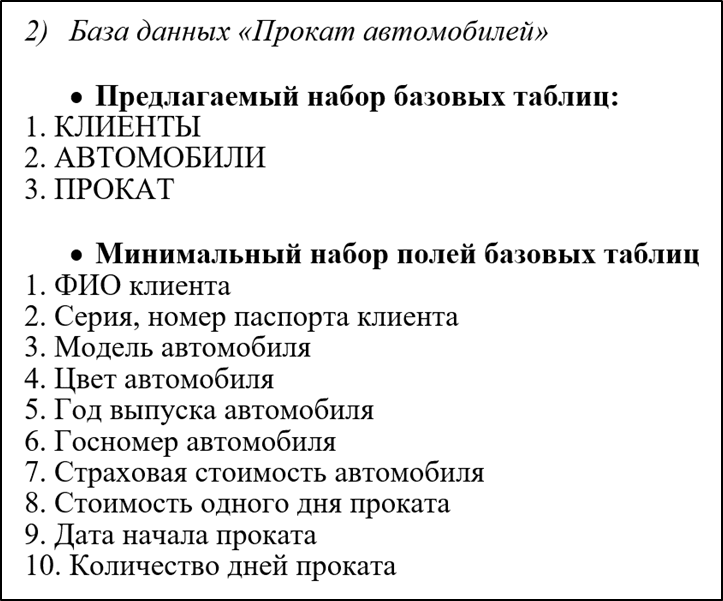 2) База данных «Прокат автомобилей»
• Предлагаемый набор базовых таблиц:
1. КЛИЕНТЫ
2. АВТОМОБИЛИ
3. ПРОКАТ
• Минимальный набор полей базовых таблиц
1. ФИО клиента
2. Серия, номер паспорта клиента
3. Модель автомобиля
4. Цвет автомобиля
5. Год выпуска автомобиля
6. Госномер автомобиля
7. Страховая стоимость автомобиля
8. Стоимость одного дня проката
9. Дата начала проката
10. Количество дней проката